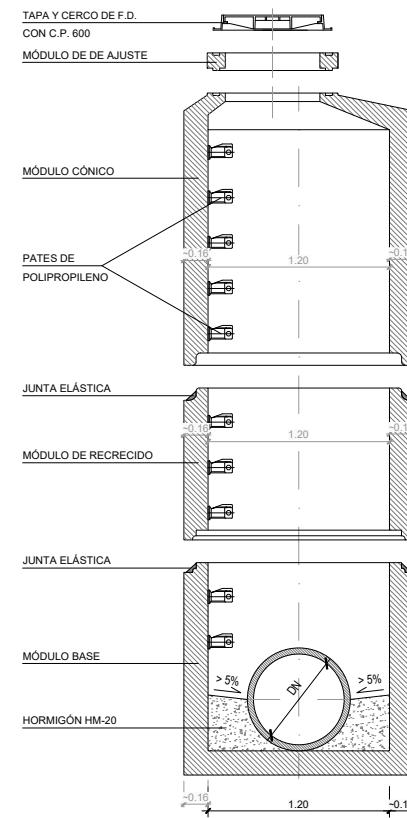 TAPA Y CERCO DE F.D.
CON C.P. 600
MÓDULO DE DE AJUSTE
MÓDULO CÓNICO
PATES DE
POLIPROPILENO
~0.16
1.20
JUNTA ELÁSTICA
~0.16
1.20
MÓDULO DE RECRECIDO
JUNTA ELÁSTICA
MÓDULO BASE
> 5%
DN
> 5%
HORMIGÓN HM-20
~0.16
1.20